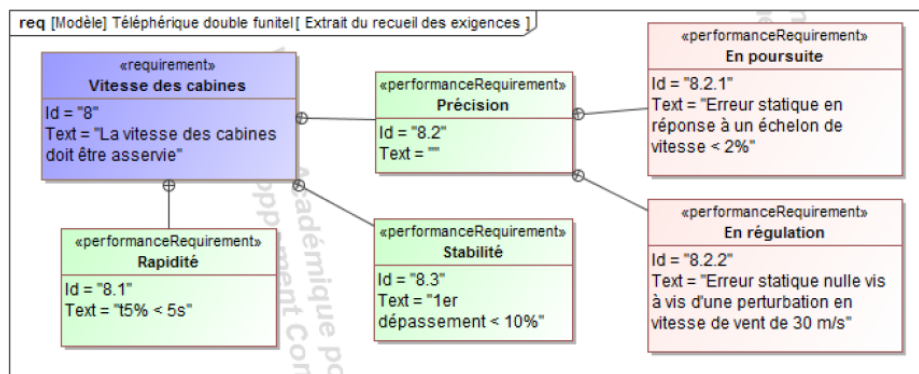 req [Modèle] Téléphérique double funitel[ Extrait du recueil des exigences ]
«requirement»
Vitesse des cabines
Id = "8"
Text = "La vitesse des cabines
doit être asservie"
«performanceRequirement»
Précision
Id = "8.2"
Text = ""
«performanceRequirement»
En poursuite
Id = "8.2.1"
Text = "Erreur statique en
réponse à un échelon de
vitesse < 2%"
«performanceRequirement»
Rapidité
Id = "8.1"
Text = "t5% < 5s"
«performanceRequirement»
Stabilité
Id = "8.3"
Text = "1er
dépassement < 10%"
«performanceRequirement»
En régulation
Id = "8.2.2"
Text = "Erreur statique nulle vis
à vis d'une perturbation en
vitesse de vent de 30 m/s"
Académique po
oppment Con